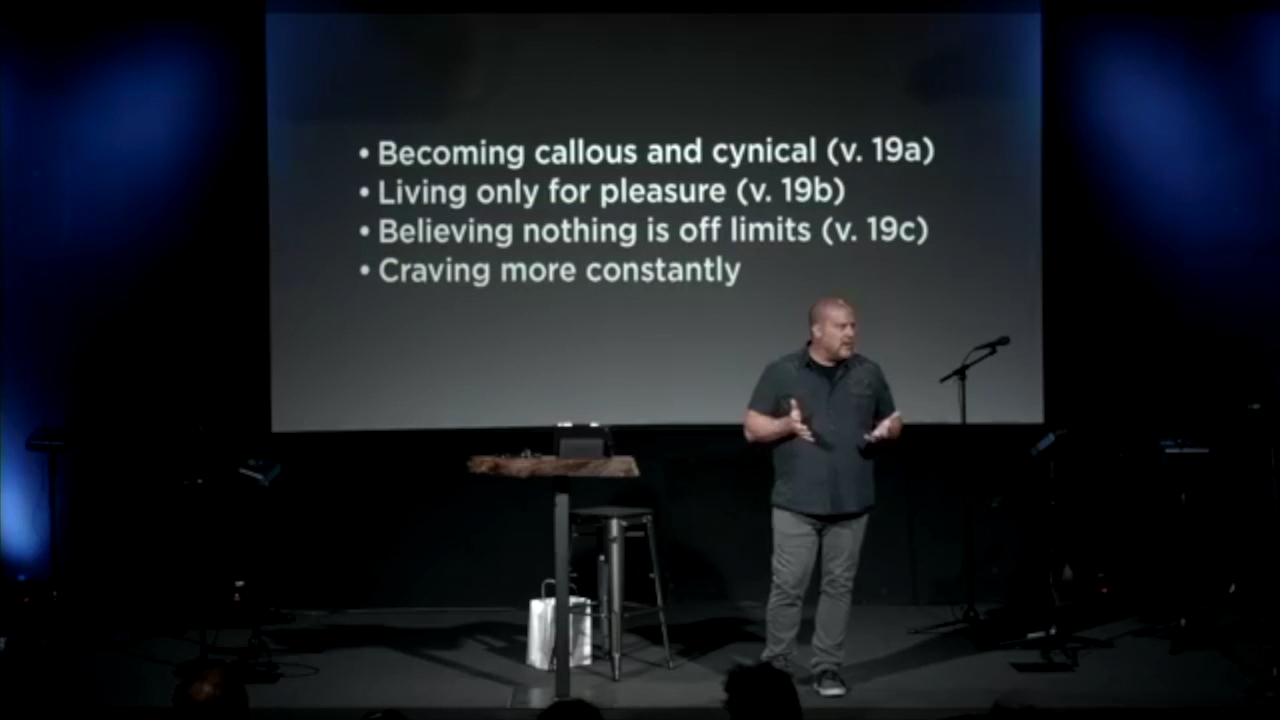 • Becoming callous and cynical (v. 19a)
• Living only for pleasure (v. 19b)
• Believing nothing is off limits (v. 19c)
• Craving more constantly